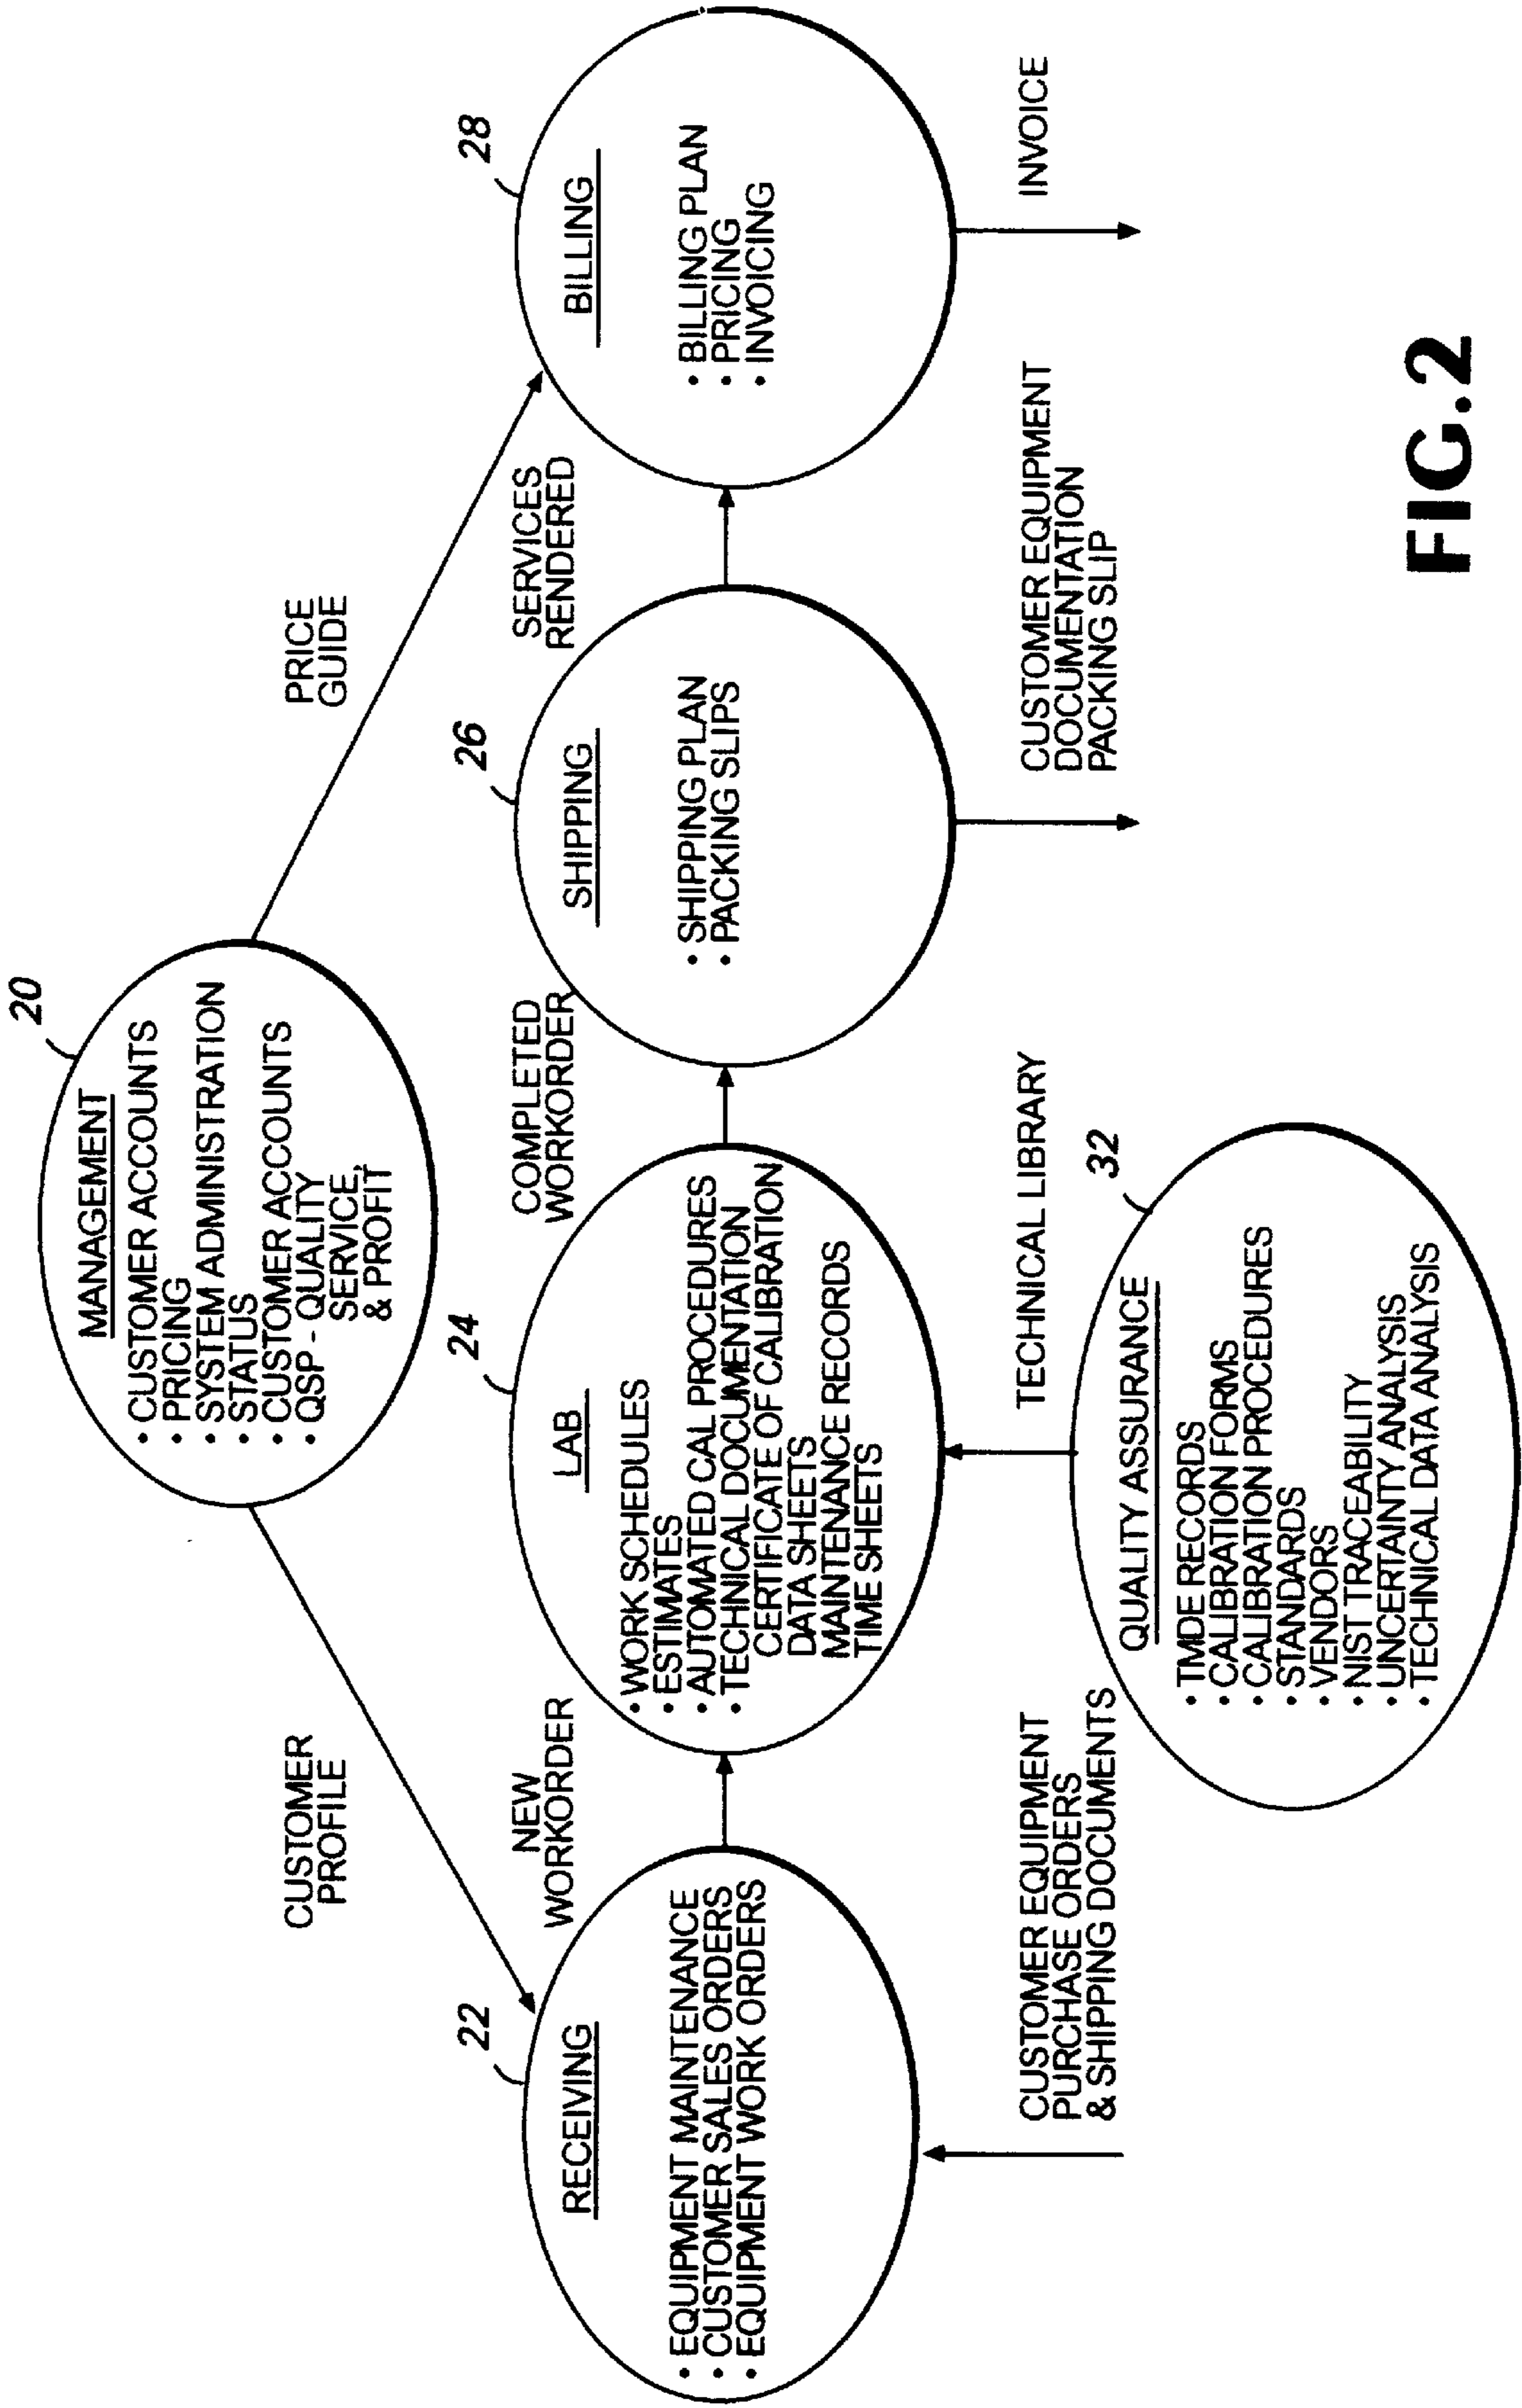 20
MANAGEMENT
• CUSTOMER ACCOUNTS
• PRICING
• SYSTEM ADMINISTRATION
• STATUS
• CUSTOMER ACCOUNTS
• QSP - QUALITY
SERVICE,
& PROFIT
CUSTOMER
PROFILE
PRICE
GUIDE
22
RECEIVING
• EQUIPMENT MAINTENANCE
• CUSTOMER SALES ORDERS
• EQUIPMENT WORK ORDERS
NEW
WORKORDER
24
LAB
• WORK SCHEDULES
• ESTIMATES
• AUTOMATED CAL PROCEDURES
• TECHNICAL DOCUMENTATION
CERTIFICATE OF CALIBRATION
DATA SHEETS
MAINTENANCE RECORDS
TIME SHEETS
COMPLETED
WORKORDER
26
SHIPPING
• SHIPPING PLAN
• PACKING SLIPS
SERVICES
RENDERED
28
BILLING
• BILLING PLAN
• PRICING
• INVOICING
CUSTOMER EQUIPMENT
PURCHASE ORDERS
& SHIPPING DOCUMENTS
TECHNICAL LIBRARY
CUSTOMER EQUIPMENT
DOCUMENTATION
PACKING SLIP
INVOICE
32
QUALITY ASSURANCE
• TMDE RECORDS
• CALIBRATION FORMS
• CALIBRATION PROCEDURES
• STANDARDS
• VENDORS
• NIST TRACEABILITY
• UNCERTAINTY ANALYSIS
• TECHNICAL DATA ANALYSIS
FIG.2